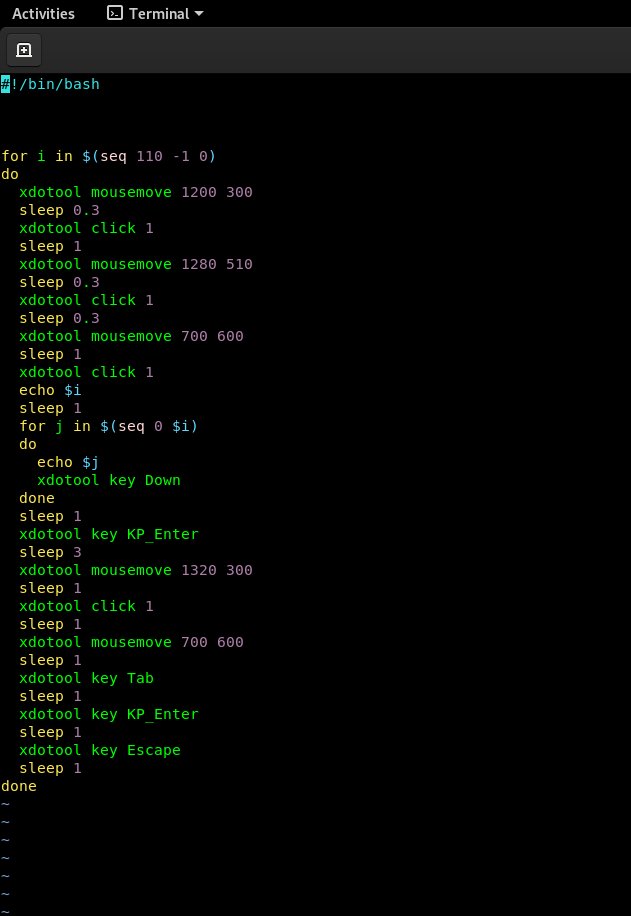 Activities Terminal
#!/bin/bash
for i in $(seq 110 -1 0)
do
  xdotool mousemove 1200 300
  sleep 0.3
  xdotool click 1
  sleep 1
  xdotool mousemove 1280 510
  sleep 0.3
  xdotool click 1
  sleep 0.3
  xdotool mousemove 700 600
  sleep 1
  xdotool click 1
  echo $i
  sleep 1
  for j in $(seq 0 $i)
  do
    echo $j
    xdotool key Down
  done
  sleep 1
  xdotool key KP_Enter
  sleep 3
  xdotool mousemove 1320 300
  sleep 1
  xdotool click 1
  sleep 1
  xdotool mousemove 700 600
  sleep 1
  xdotool key Tab
  sleep 1
  xdotool key KP_Enter
  sleep 1
  xdotool key Escape
  sleep 1
done
~
~
~
~
~
~
~